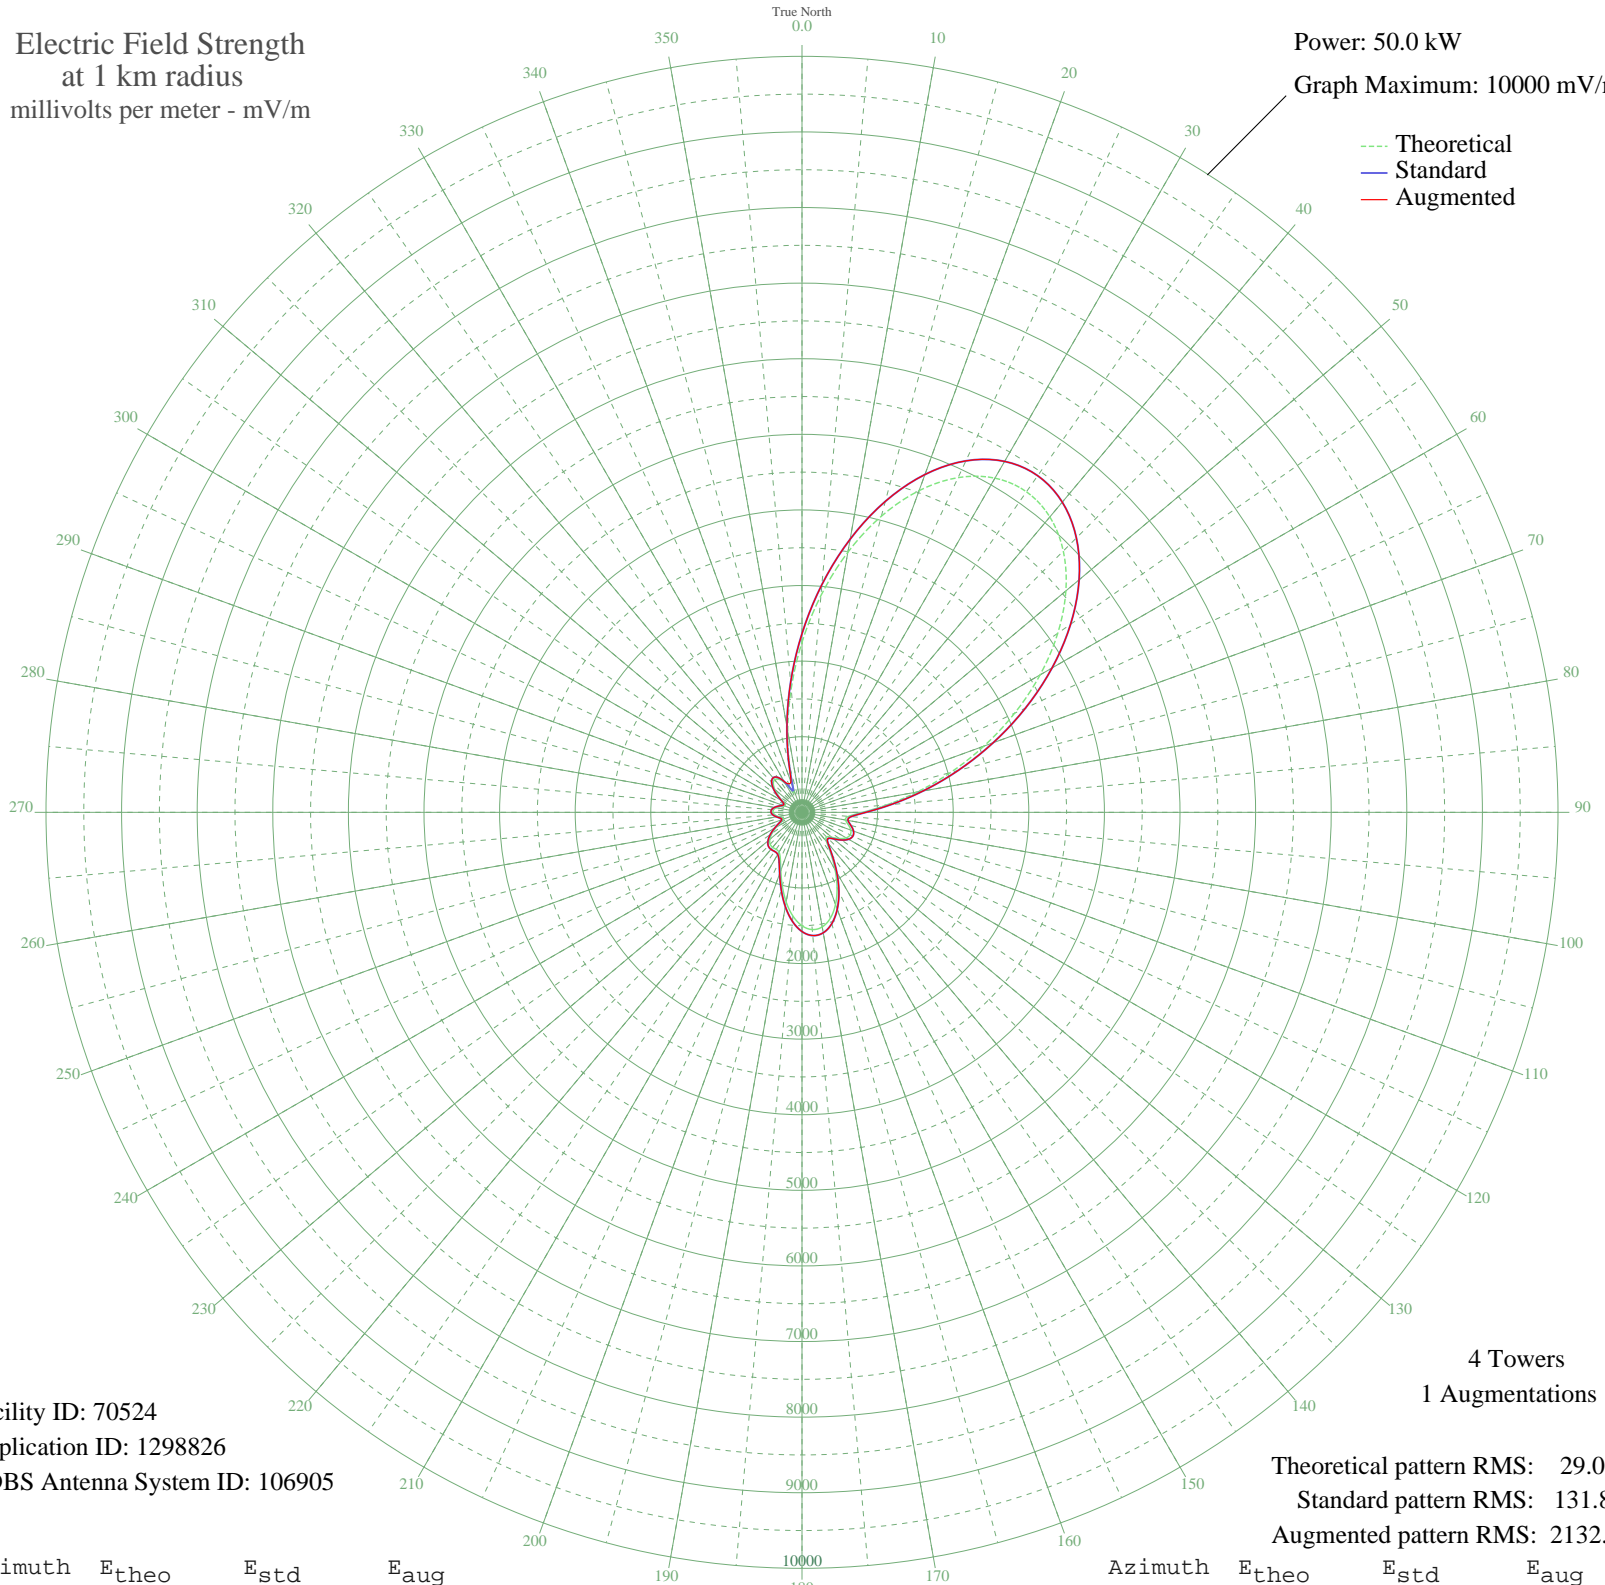 True North
Electric Field Strength
at 1 km radius
millivolts per meter - mV/m
Power: 50.0 kW
Graph Maximum: 10000 mV/
Theoretical
Standard
Augmented
0.0
10
20
30
40
50
60
70
80
90
100
110
120
130
140
150
160
170
190
200
210
220
230
240
250
260
270
280
290
300
310
320
330
340
350
2000
3000
4000
5000
6000
7000
8000
9000
10000
4 Towers
1 Augmentations
cility ID: 70524
plication ID: 1298826
DBS Antenna System ID: 106905
Theoretical pattern RMS: 29.0
Standard pattern RMS: 131.8
Augmented pattern RMS: 2132.
imuth Etheo Estd Eaug
Azimuth Etheo Estd Eaug